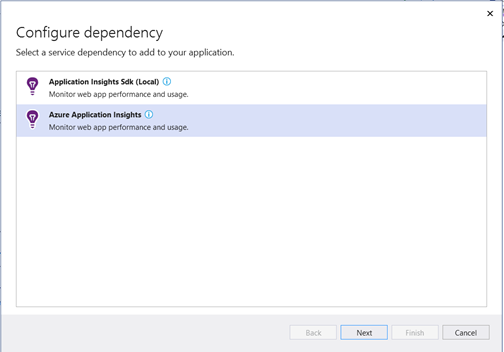 Configure dependency
Select a service dependency to add to your application.
Application Insights Sdk (Local)
Monitor web app performance and usage.
Azure Application Insights
Monitor web app performance and usage.
Back Next Finish Cancel